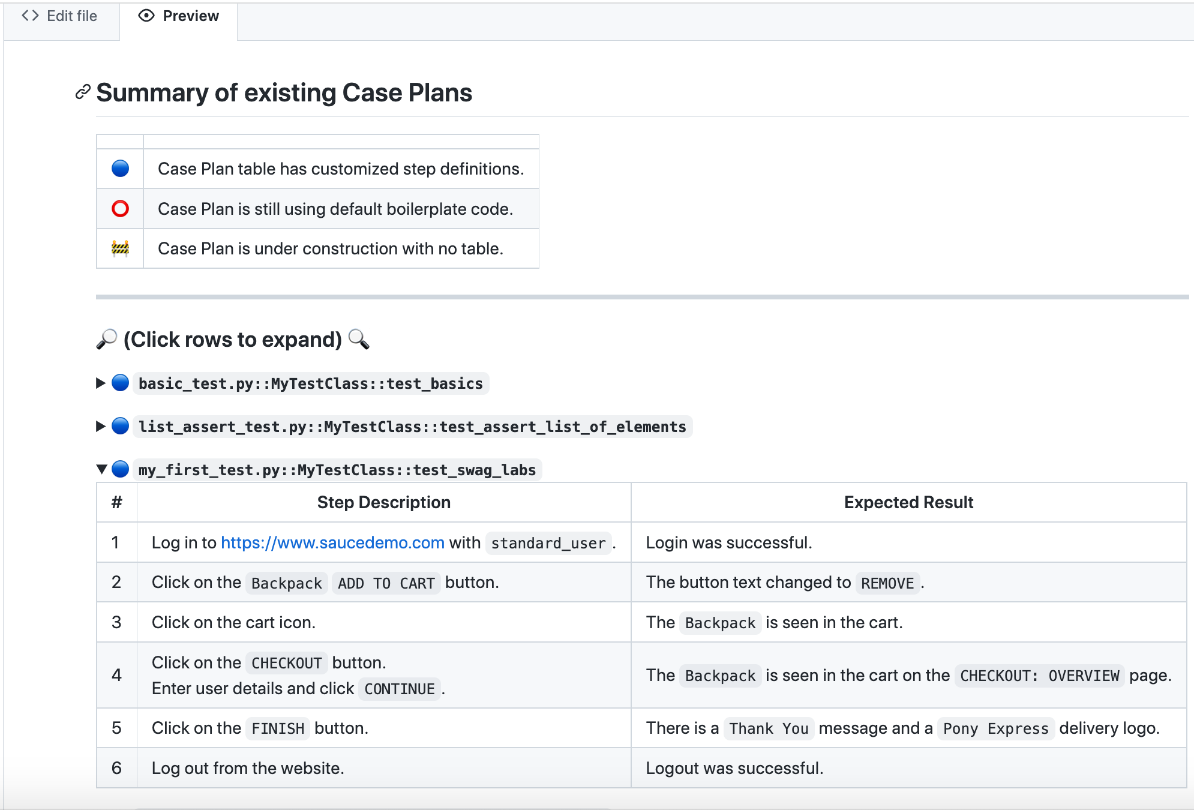 Edit file
Preview
Summary of existing Case Plans
Case Plan table has customized step definitions.
Case Plan is still using default boilerplate code.
Case Plan is under construction with no table.
(Click rows to expand)
basic_test.py::MyTestClass::test_basics
list_assert_test.py::MyTestClass::test_assert_list_of_elements
my_first_test.py::MyTestClass::test_swag_labs
# Step Description Expected Result
1 Log in to https://www.saucedemo.com with standard_user. Login was successful.
2 Click on the Backpack ADD TO CART button. The button text changed to REMOVE.
3 Click on the cart icon. The Backpack is seen in the cart.
4 Click on the CHECKOUT button.
Enter user details and click CONTINUE. The Backpack is seen in the cart on the CHECKOUT: OVERVIEW page.
5 Click on the FINISH button. There is a Thank You message and a Pony Express delivery logo.
6 Log out from the website. Logout was successful.